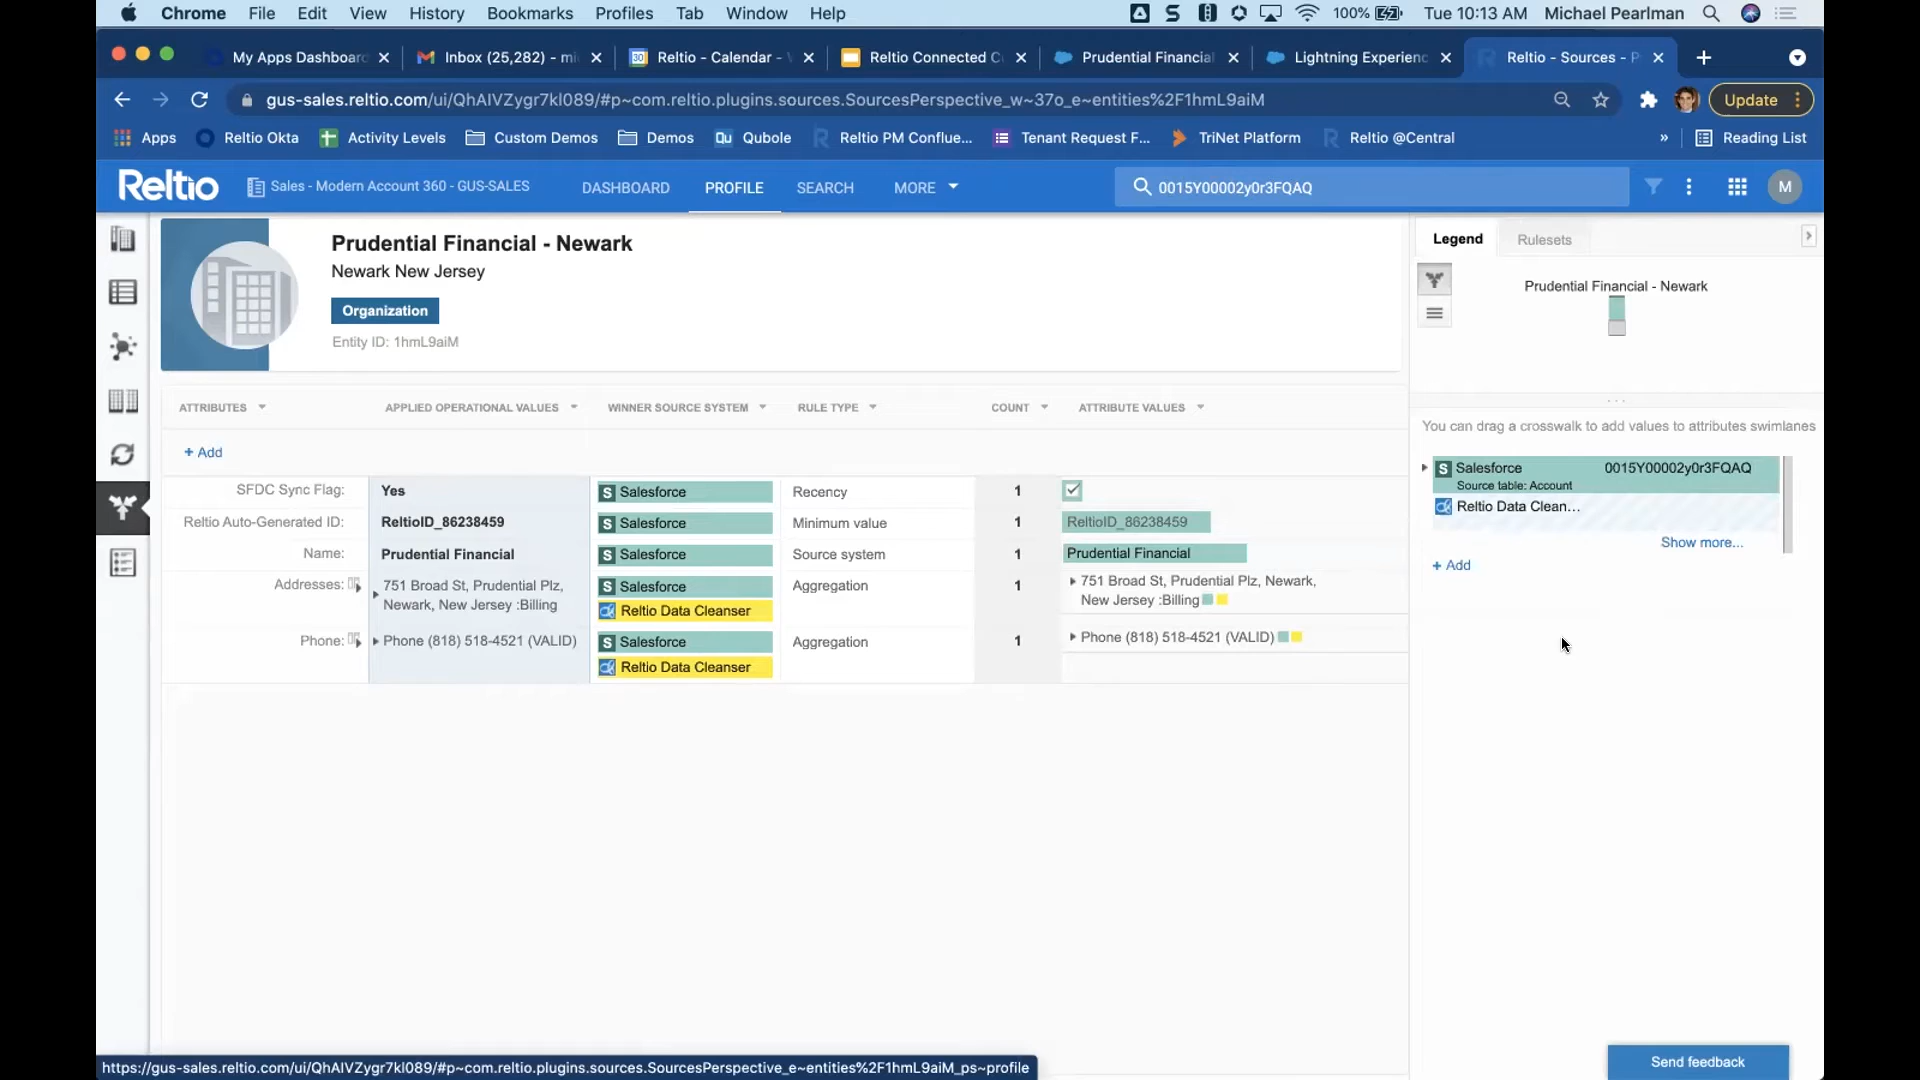 Chrome File Edit View History Bookmarks Profiles Tab Window Help 100% Tue 10:13 AM Michael Pearlman
My Apps Dashboard Inbox (25,282) - mi Reltio - Calendar - Reltio Connected C Prudential Financial Lightning Experienc Reltio - Sources - P
gus-sales.reltio.com/ui/QhAIVZygr7kl089/#p~com.reltio.plugins.sources.SourcesPerspective_w~37o_e~entities%2F1hmL9aiM Update
Apps Reltio Okta Activity Levels Custom Demos Demos Qu Qubole Reltio PM Conflue... Tenant Request F... TriNet Platform Reltio @Central » Reading List
Reltio Sales - Modern Account 360 - GUS-SALES DASHBOARD PROFILE SEARCH MORE 0015Y00002y0r3FQAQ M
Prudential Financial - Newark
Newark New Jersey
Organization
Entity ID: 1hmL9aiM
ATTRIBUTES APPLIED OPERATIONAL VALUES WINNER SOURCE SYSTEM RULE TYPE COUNT ATTRIBUTE VALUES
+ Add
SFDC Sync Flag: Yes S Salesforce Recency 1
Reltio Auto-Generated ID: ReltioID_86238459 S Salesforce Minimum value 1 ReltioID_86238459
Name: Prudential Financial S Salesforce Source system 1 Prudential Financial
Addresses: 751 Broad St, Prudential Plz, S Salesforce Aggregation 1 751 Broad St, Prudential Plz, Newark,
Newark, New Jersey :Billing Reltio Data Cleanser New Jersey :Billing
Phone: Phone (818) 518-4521 (VALID) S Salesforce Aggregation 1 Phone (818) 518-4521 (VALID)
Reltio Data Cleanser
Legend Rulesets
Prudential Financial - Newark
You can drag a crosswalk to add values to attributes swimlanes
S Salesforce 0015Y00002y0r3FQAQ
Source table: Account
Reltio Data Clean...
Show more...
+ Add
Send feedback
https://gus-sales.reltio.com/ui/QhAIVZygr7kl089/#p~com.reltio.plugins.sources.SourcesPerspective_e~entities%2F1hmL9aiM_ps~profile